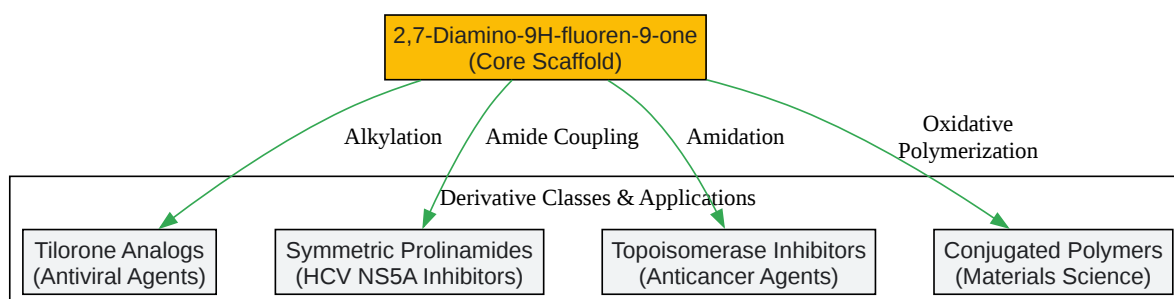 2,7-Diamino-9H-fluoren-9-one
(Core Scaffold)
Alkylation
Amide Coupling
Amidation
Oxidative
Polymerization
Derivative Classes & Applications
Tilorone Analogs
(Antiviral Agents)
Symmetric Prolinamides
(HCV NS5A Inhibitors)
Topoisomerase Inhibitors
(Anticancer Agents)
Conjugated Polymers
(Materials Science)